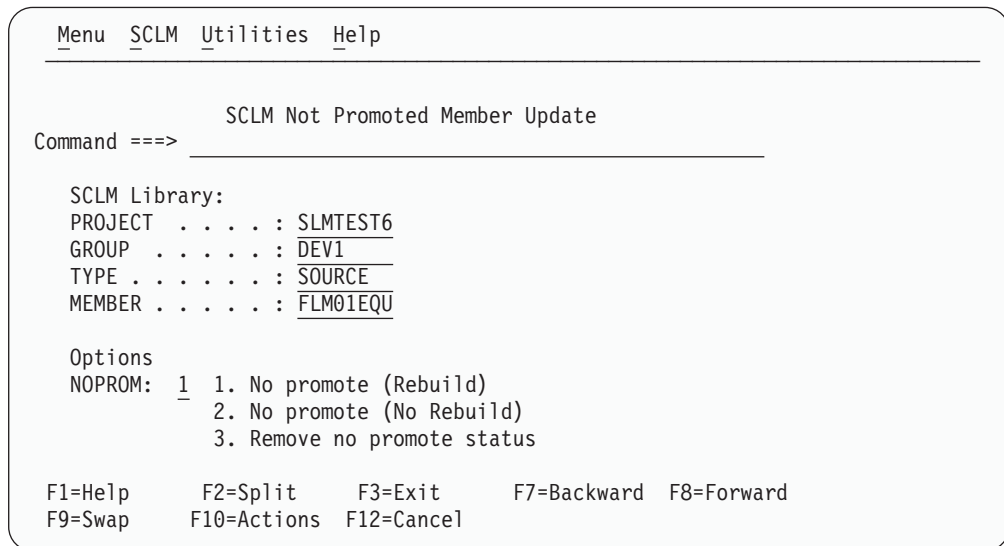 Menu SCLM Utilities Help
SCLM Not Promoted Member Update
Command ===>
SCLM Library:
PROJECT . . . . : SLMTEST6
GROUP . . . . . : DEV1
TYPE . . . . . . : SOURCE
MEMBER . . . . . : FLM01EQU
Options
NOPROM: 1 1. No promote (Rebuild)
2. No promote (No Rebuild)
3. Remove no promote status
F1=Help F2=Split F3=Exit F7=Backward F8=Forward
F9=Swap F10=Actions F12=Cancel